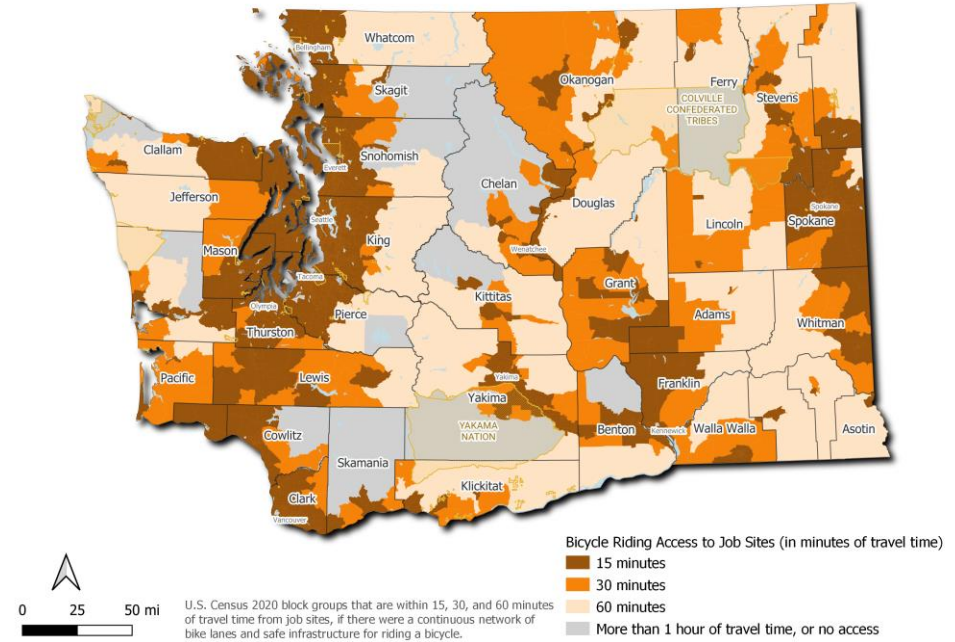 Whatcom
Bellingham
Okanogan
Ferry
Skagit
Stevens
COLVILLE
CONFEDERATED
TRIBES
Clallam
Snohomish
Everett
Chelan
Jefferson
Douglas
Spokane
Seattle
Lincoln
Spokane
King
Mason
Wenatchee
Tacoma
Grant
Kittitas
Olympia
Pierce
Adams
Whitman
Thurston
Pacific
Lewis
Yakima
Franklin
Yakima
Cowlitz
YAKAMA
NATION
Benton
Kennewick
Walla Walla
Asotin
Skamania
Klickitat
Clark
Vancouver
Bicycle Riding Access to Job Sites (in minutes of travel time)
15 minutes
30 minutes
60 minutes
More than 1 hour of travel time, or no access
0 25 50 mi
U.S. Census 2020 block groups that are within 15, 30, and 60 minutes
of travel time from job sites, if there were a continuous network of
bike lanes and safe infrastructure for riding a bicycle.